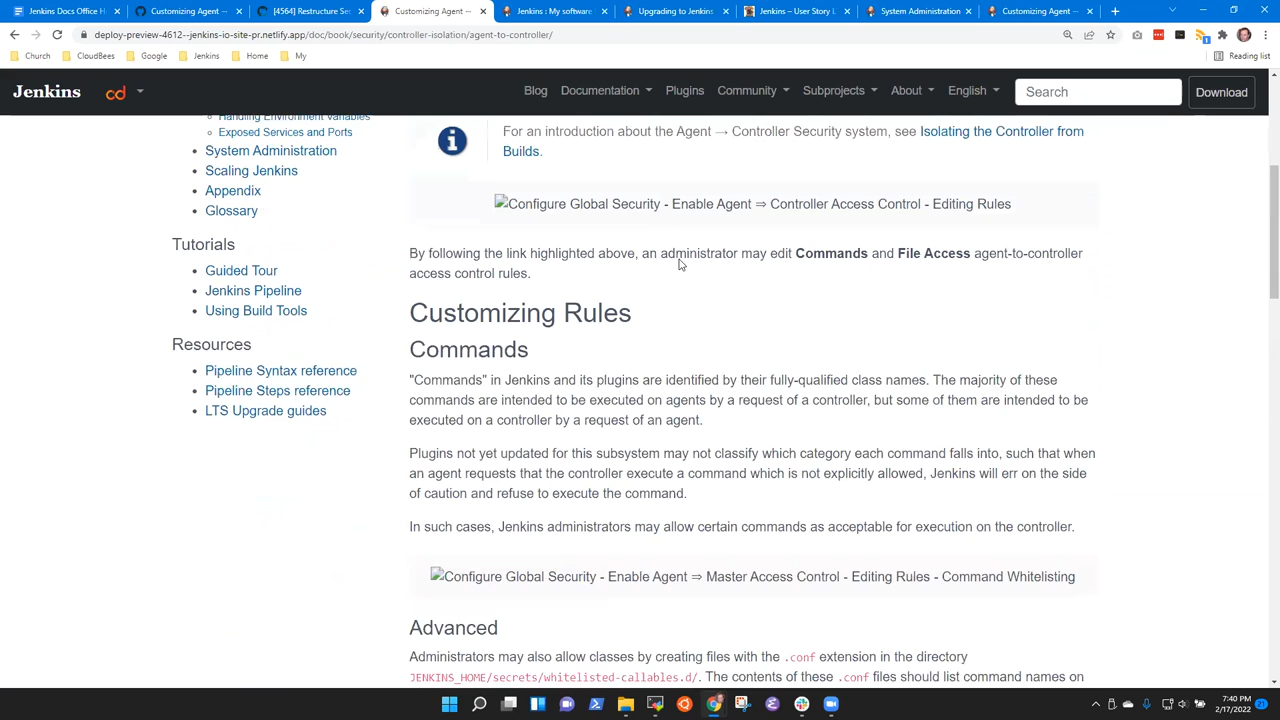 Jenkins Docs Office H
Customizing Agent
[4564] Restructure Sec
Customizing Agent
Jenkins : My software
Upgrading to Jenkins
Jenkins – User Story L
System Administration
Customizing Agent
deploy-preview-4612--jenkins-io-site-pr.netlify.app/doc/book/security/controller-isolation/agent-to-controller/
Church
CloudBees
Google
Jenkins
Home
My
Reading list
Jenkins
cd
Blog
Documentation
Plugins
Community
Subprojects
About
English
Search
Download
Handling Environment Variables
Exposed Services and Ports
System Administration
Scaling Jenkins
Appendix
Glossary
Tutorials
Guided Tour
Jenkins Pipeline
Using Build Tools
Resources
Pipeline Syntax reference
Pipeline Steps reference
LTS Upgrade guides
For an introduction about the Agent → Controller Security system, see Isolating the Controller from
Builds.
Configure Global Security - Enable Agent ⇒ Controller Access Control - Editing Rules
By following the link highlighted above, an administrator may edit Commands and File Access agent-to-controller
access control rules.
Customizing Rules
Commands
"Commands" in Jenkins and its plugins are identified by their fully-qualified class names. The majority of these
commands are intended to be executed on agents by a request of a controller, but some of them are intended to be
executed on a controller by a request of an agent.
Plugins not yet updated for this subsystem may not classify which category each command falls into, such that when
an agent requests that the controller execute a command which is not explicitly allowed, Jenkins will err on the side
of caution and refuse to execute the command.
In such cases, Jenkins administrators may allow certain commands as acceptable for execution on the controller.
Configure Global Security - Enable Agent ⇒ Master Access Control - Editing Rules - Command Whitelisting
Advanced
Administrators may also allow classes by creating files with the .conf extension in the directory
JENKINS_HOME/secrets/whitelisted-callables.d/. The contents of these .conf files should list command names on
7:40 PM
2/17/2022
21